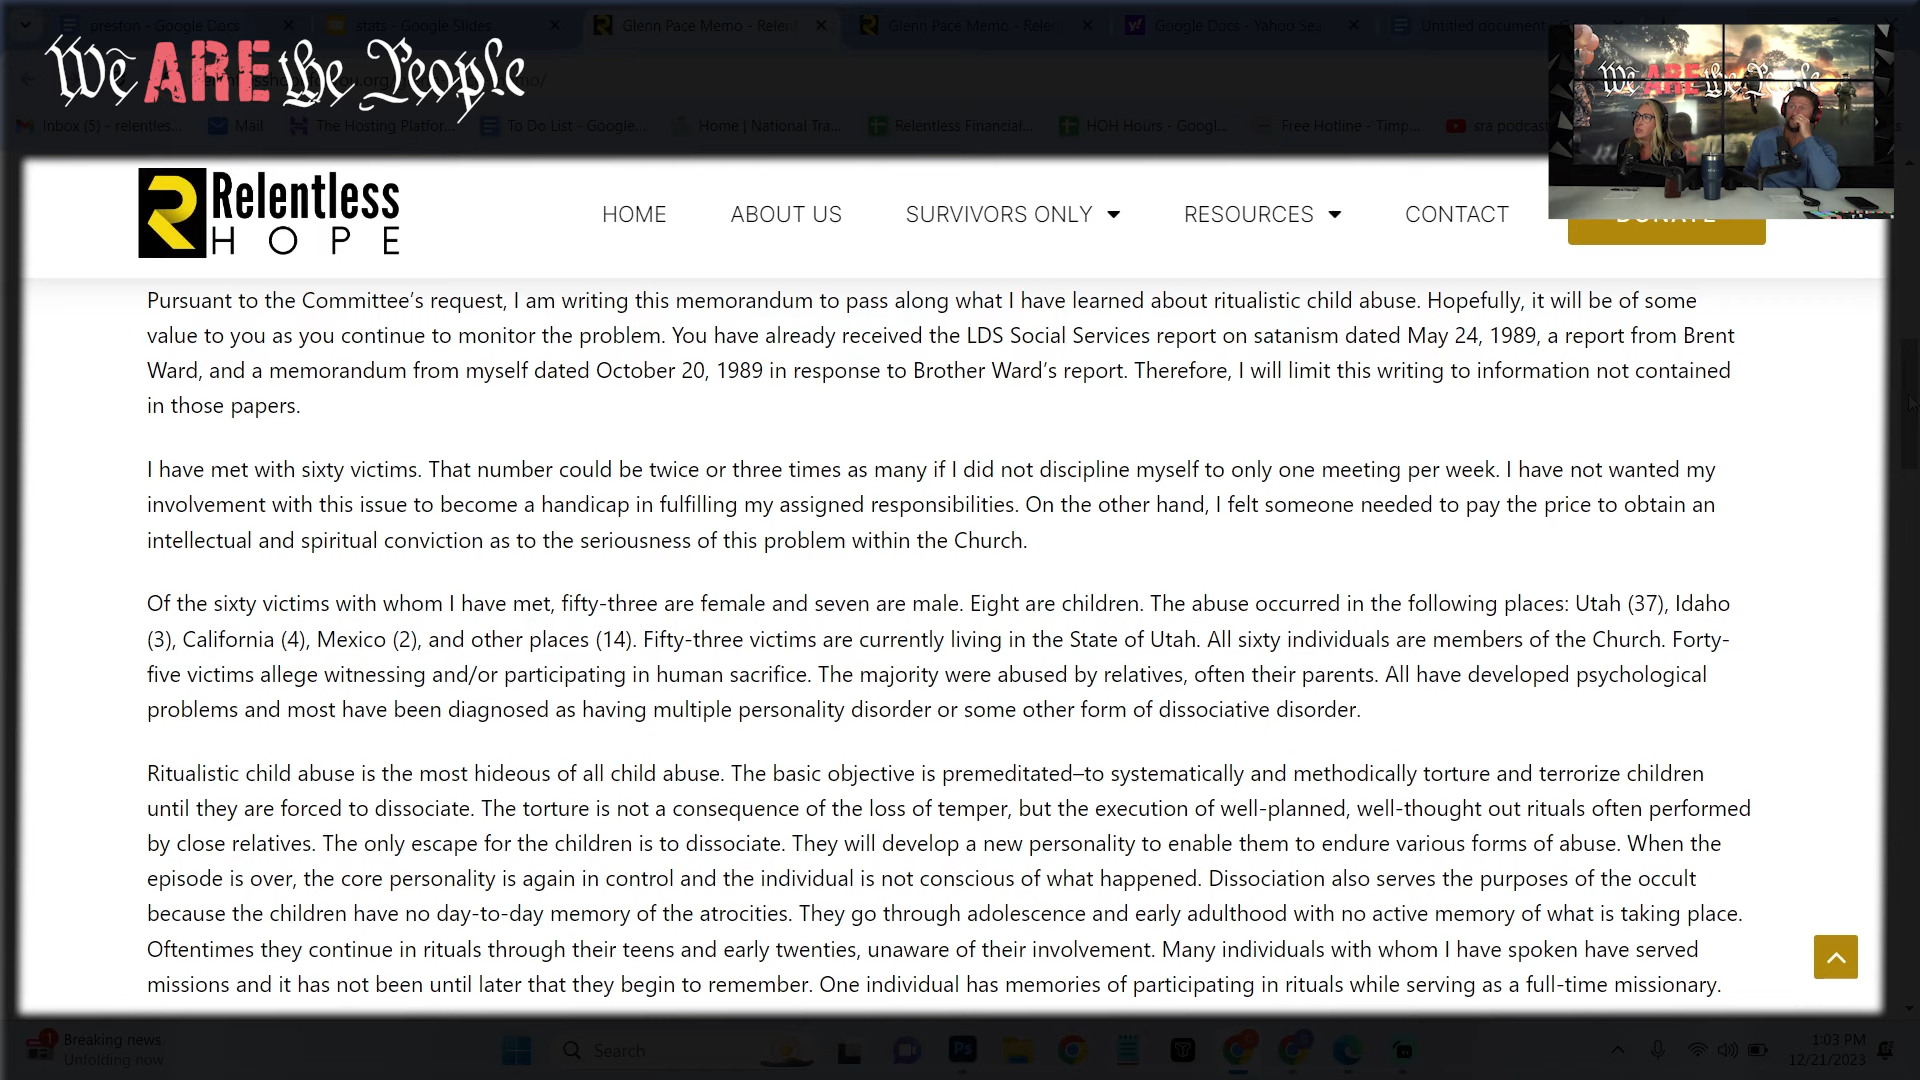 preston - Google Docs
stats - Google Slides
Glenn Pace Memo - Relen
Glenn Pace Memo - Relen
Google Docs - Yahoo Sea
Untitled document
We ARE the People
Inbox (5) - relentles...
Mail
The Hosting Platfor...
To Do List - Google...
Home | National Tra...
Relentless Financial...
HOH Hours - Googl...
Free Hotline - Timp...
sra podcast
We ARE the People
Relentless
HOPE
HOME
ABOUT US
SURVIVORS ONLY
RESOURCES
CONTACT
DONATE
Pursuant to the Committee’s request, I am writing this memorandum to pass along what I have learned about ritualistic child abuse. Hopefully, it will be of some
value to you as you continue to monitor the problem. You have already received the LDS Social Services report on satanism dated May 24, 1989, a report from Brent
Ward, and a memorandum from myself dated October 20, 1989 in response to Brother Ward’s report. Therefore, I will limit this writing to information not contained
in those papers.
I have met with sixty victims. That number could be twice or three times as many if I did not discipline myself to only one meeting per week. I have not wanted my
involvement with this issue to become a handicap in fulfilling my assigned responsibilities. On the other hand, I felt someone needed to pay the price to obtain an
intellectual and spiritual conviction as to the seriousness of this problem within the Church.
Of the sixty victims with whom I have met, fifty-three are female and seven are male. Eight are children. The abuse occurred in the following places: Utah (37), Idaho
(3), California (4), Mexico (2), and other places (14). Fifty-three victims are currently living in the State of Utah. All sixty individuals are members of the Church. Forty-
five victims allege witnessing and/or participating in human sacrifice. The majority were abused by relatives, often their parents. All have developed psychological
problems and most have been diagnosed as having multiple personality disorder or some other form of dissociative disorder.
Ritualistic child abuse is the most hideous of all child abuse. The basic objective is premeditated–to systematically and methodically torture and terrorize children
until they are forced to dissociate. The torture is not a consequence of the loss of temper, but the execution of well-planned, well-thought out rituals often performed
by close relatives. The only escape for the children is to dissociate. They will develop a new personality to enable them to endure various forms of abuse. When the
episode is over, the core personality is again in control and the individual is not conscious of what happened. Dissociation also serves the purposes of the occult
because the children have no day-to-day memory of the atrocities. They go through adolescence and early adulthood with no active memory of what is taking place.
Oftentimes they continue in rituals through their teens and early twenties, unaware of their involvement. Many individuals with whom I have spoken have served
missions and it has not been until later that they begin to remember. One individual has memories of participating in rituals while serving as a full-time missionary.
1
Breaking news
Unfolding now
Search
Ps
1:03 PM
12/21/2023